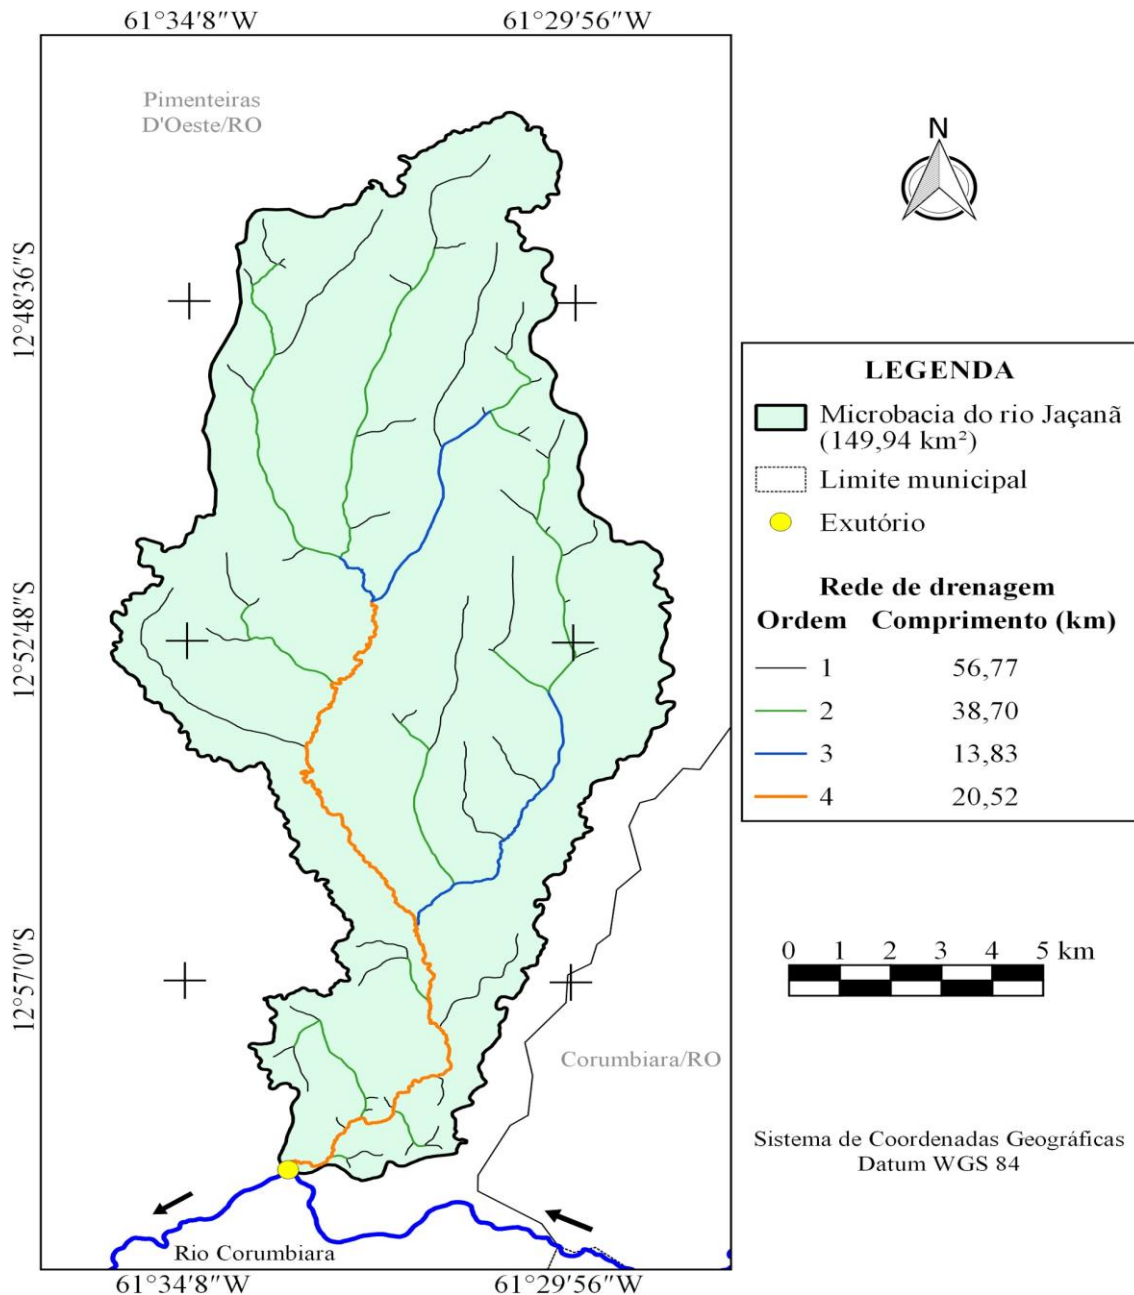 61°34'8"W 61°29'56"W
Pimenteiras
D'Oeste/RO
N
12°48'36"S
12°52'48"S
12°57'0"S
LEGENDA
Microbacia do rio Jaçanã
(149,94 km²)
Limite municipal
Exutório
Rede de drenagem
Ordem Comprimento (km)
1 56,77
2 38,70
3 13,83
4 20,52
0 1 2 3 4 5 km
Corumbiara/RO
Sistema de Coordenadas Geográficas
Datum WGS 84
Rio Corumbiara
61°34'8"W 61°29'56"W